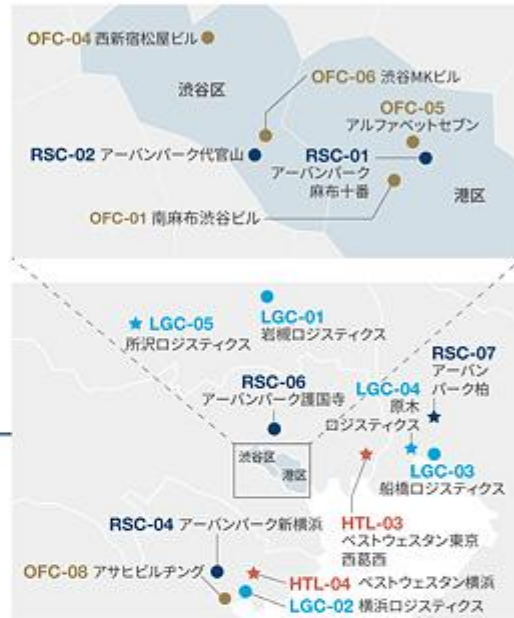 OFC-04 西新宿松屋ビル
渋谷区
OFC-06 渋谷MKビル
OFC-05
アルファベットセブン
RSC-02 アーバンパーク代官山
RSC-01
アーバンパーク
麻布十番
港区
OFC-01 南麻布渋谷ビル
LGC-05
所沢ロジスティクス
LGC-01
岩槻ロジスティクス
RSC-07
アーバン
パーク柏
RSC-06
アーバンパーク護国寺
LGC-04
原木
ロジスティクス
渋谷区
港区
LGC-03
船橋ロジスティクス
RSC-04 アーバンパーク新横浜
HTL-03
ベストウェスタン東京
西葛西
OFC-08 アサヒビルヂング
HTL-04 ベストウェスタン横浜
LGC-02 横浜ロジスティクス